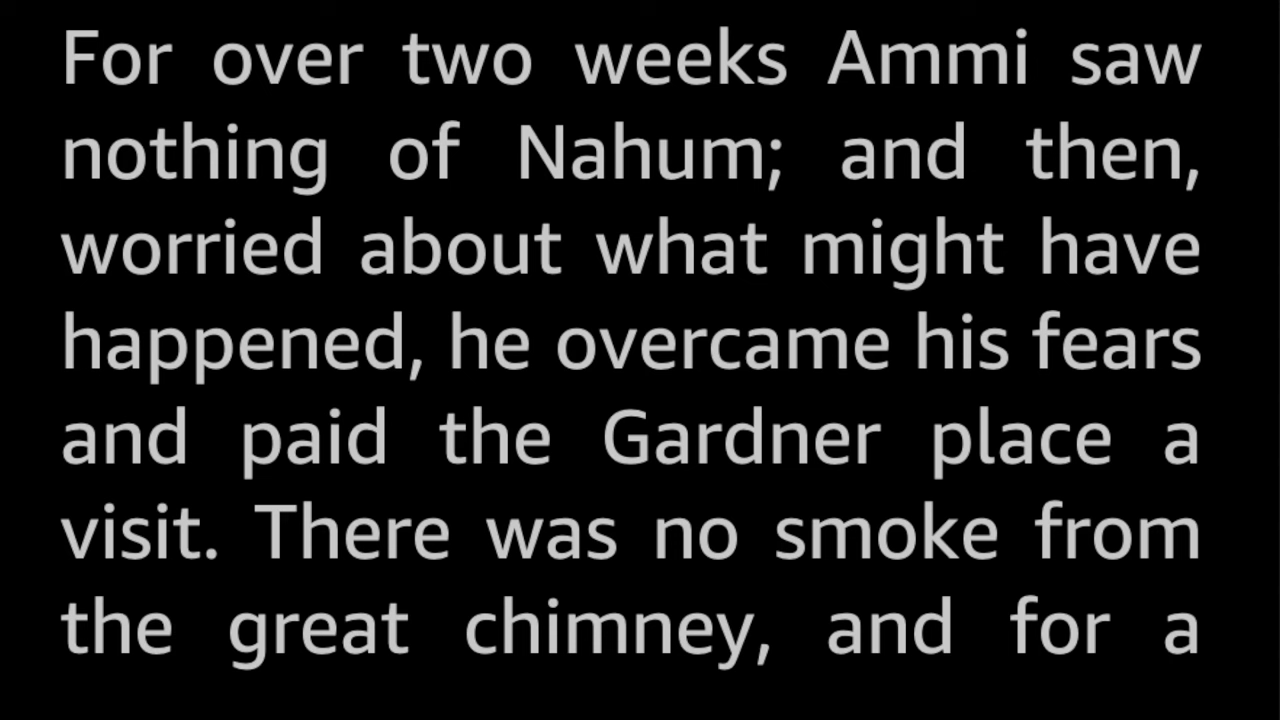 For over two weeks Ammi saw
nothing of Nahum; and then,
worried about what might have
happened, he overcame his fears
and paid the Gardner place a
visit. There was no smoke from
the great chimney, and for a